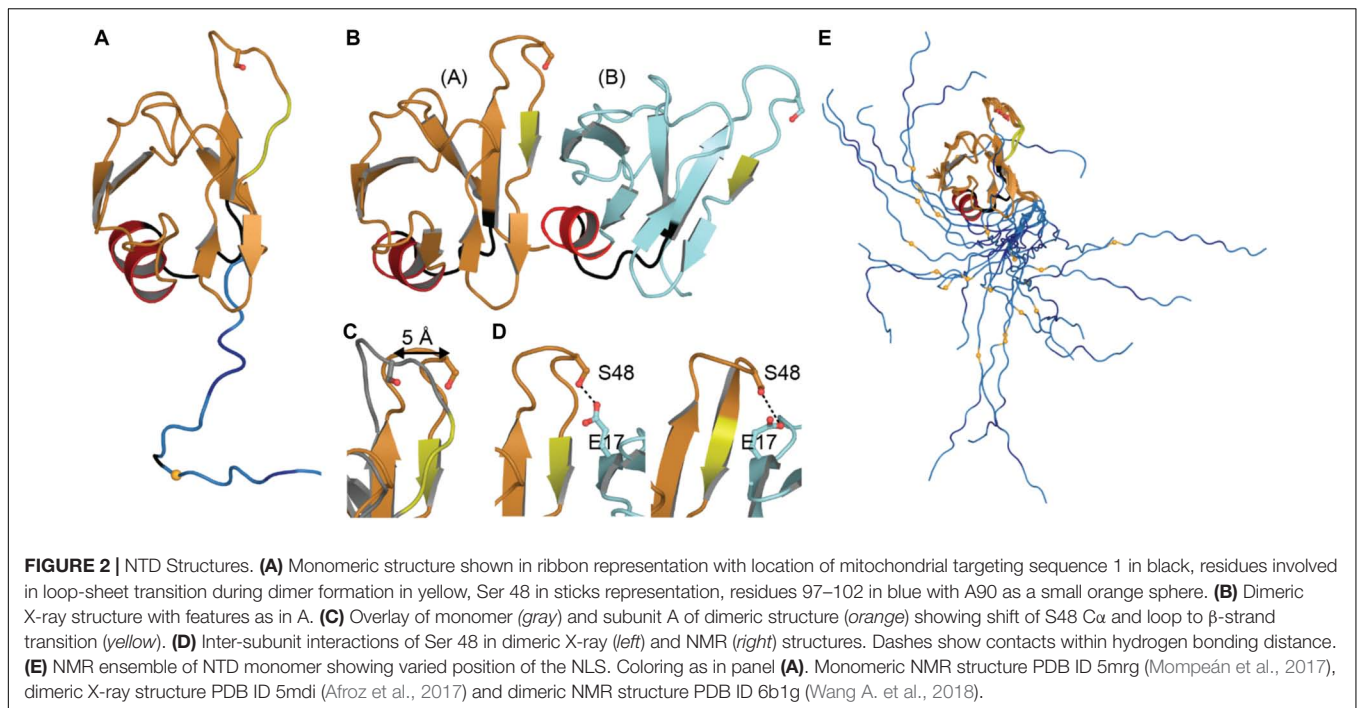 A
B
(A)
(B)
E
C
5 Å
D
S48
E17
S48
E17
FIGURE 2 | NTD Structures. (A) Monomeric structure shown in ribbon representation with location of mitochondrial targeting sequence 1 in black, residues involved
in loop-sheet transition during dimer formation in yellow, Ser 48 in sticks representation, residues 97–102 in blue with A90 as a small orange sphere. (B) Dimeric
X-ray structure with features as in A. (C) Overlay of monomer (gray) and subunit A of dimeric structure (orange) showing shift of S48 Cα and loop to β-strand
transition (yellow). (D) Inter-subunit interactions of Ser 48 in dimeric X-ray (left) and NMR (right) structures. Dashes show contacts within hydrogen bonding distance.
(E) NMR ensemble of NTD monomer showing varied position of the NLS. Coloring as in panel (A). Monomeric NMR structure PDB ID 5mrg (Mompeán et al., 2017),
dimeric X-ray structure PDB ID 5mdi (Afroz et al., 2017) and dimeric NMR structure PDB ID 6b1g (Wang A. et al., 2018).